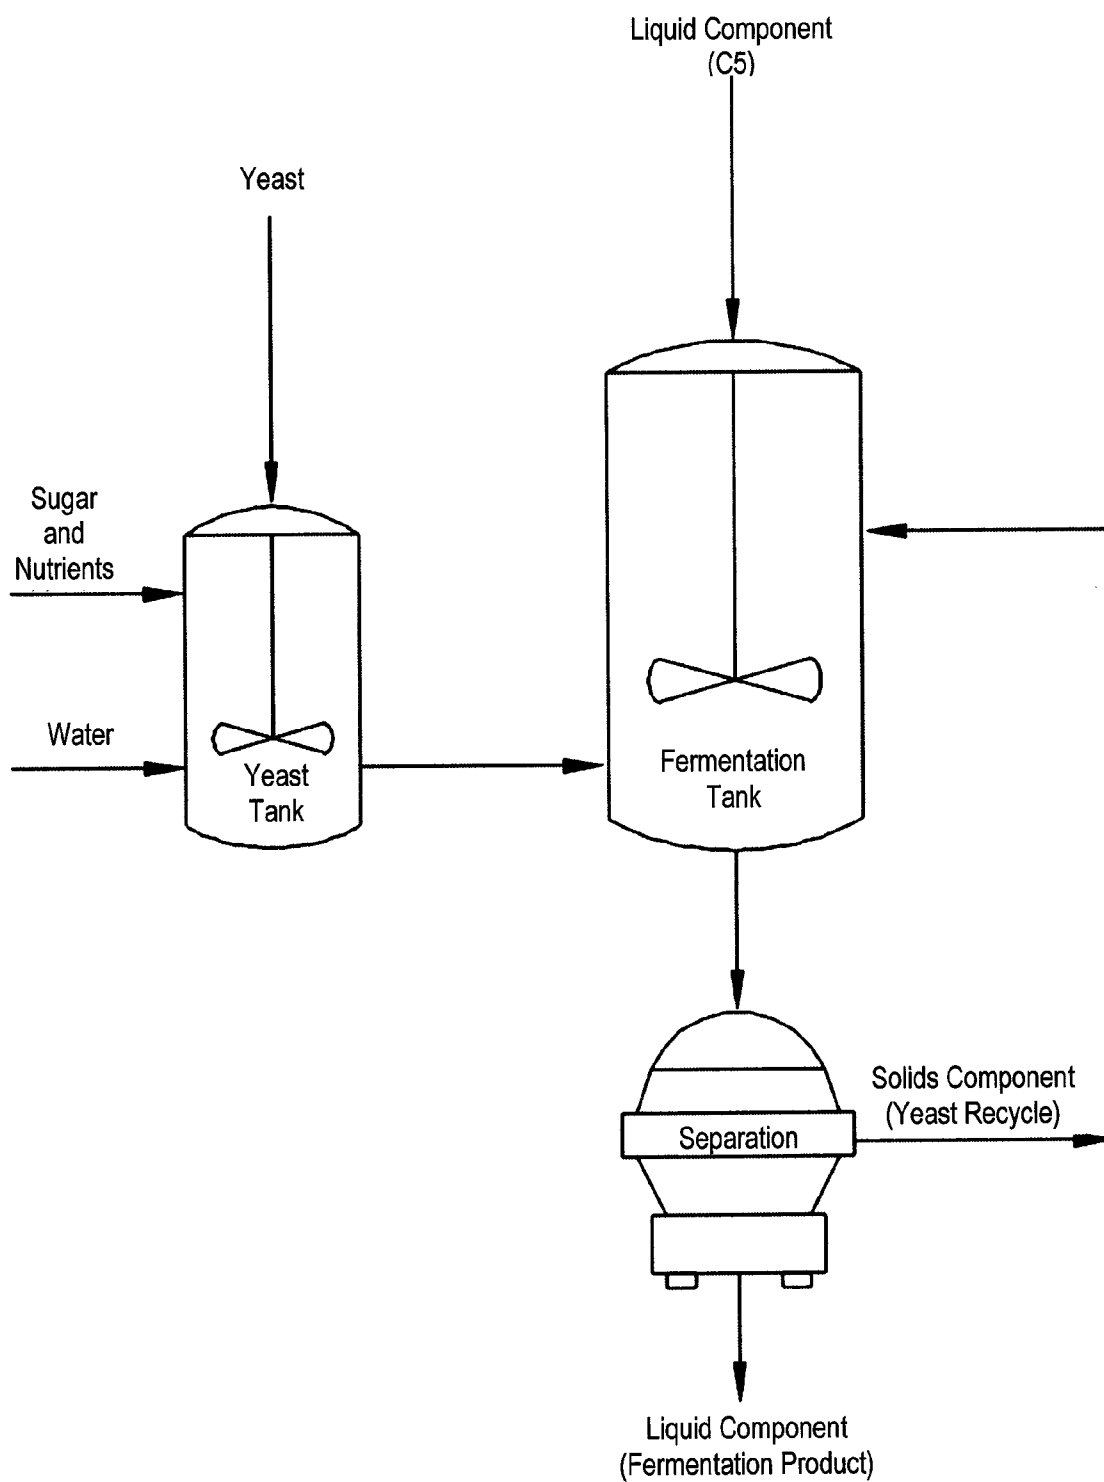 Liquid Component
(C5)
Yeast
Sugar
and
Nutrients
Water
Yeast
Tank
Fermentation
Tank
Solids Component
(Yeast Recycle)
Separation
Liquid Component
(Fermentation Product)